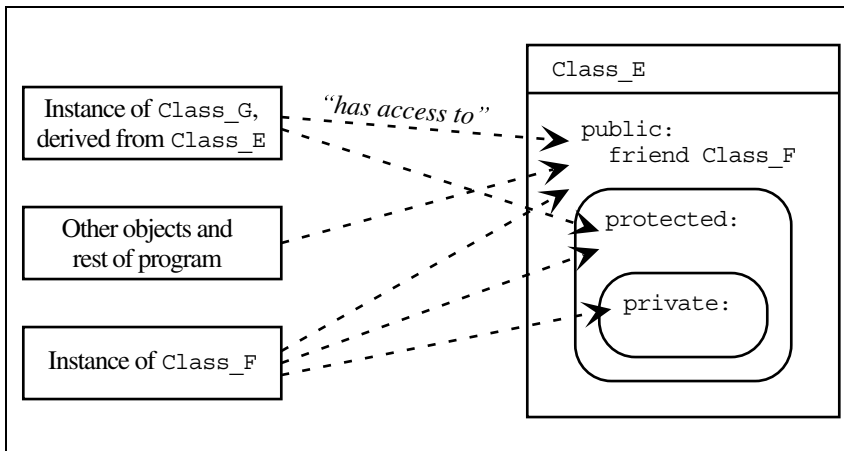 Instance of Class_G,
derived from Class_E
"has access to"
Other objects and
rest of program
Instance of Class_F
Class_E
public:
friend Class_F
protected:
private: